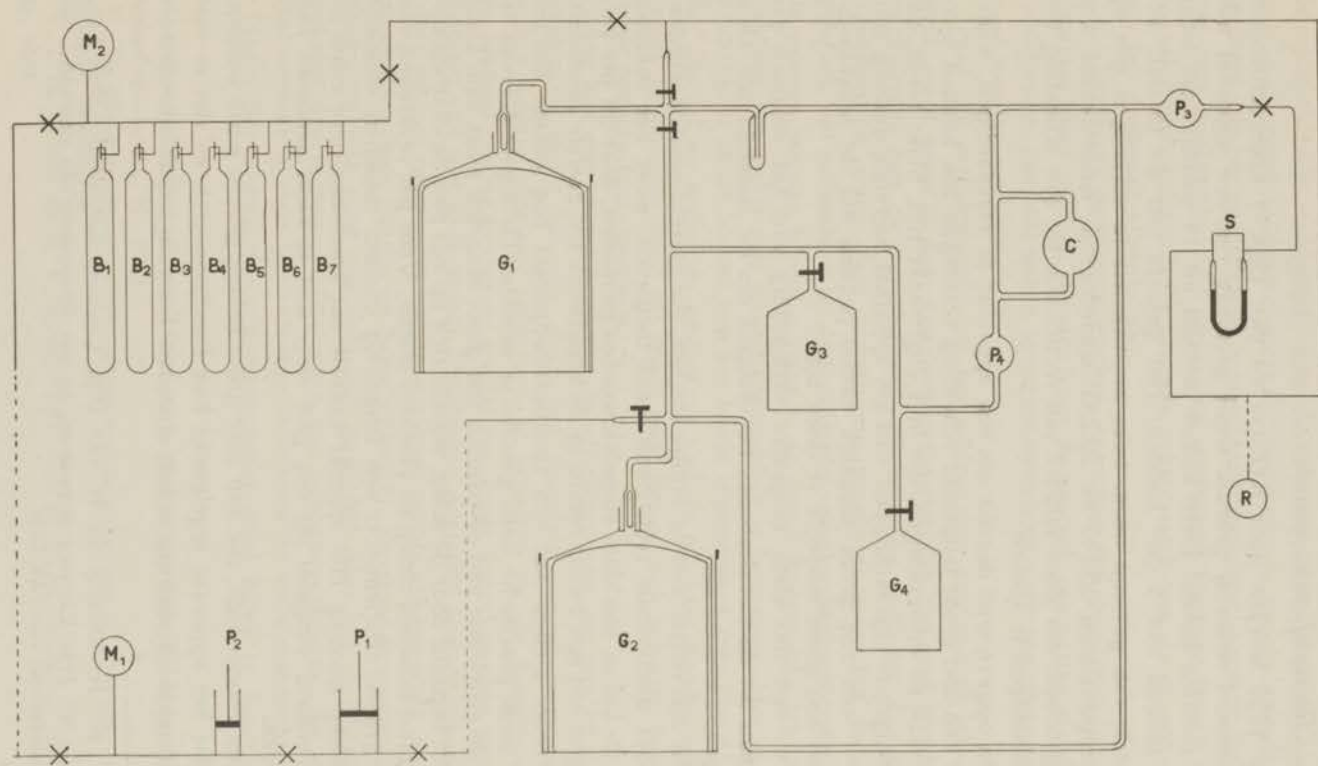 M₂
P₃
S
G₁
C
B₁ B₂ B₃ B₄ B₅ B₆ B₇
G₃
P₄
R
G₄
G₂
M₁
P₂
P₁